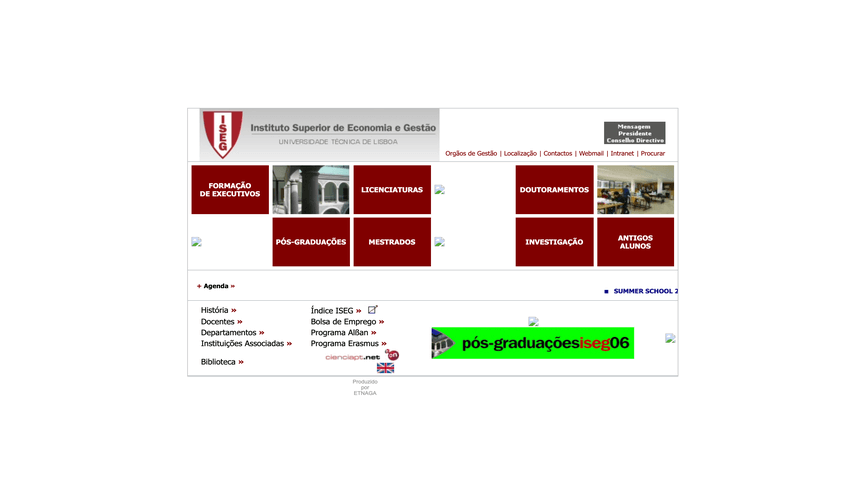 ISEG
Instituto Superior de Economia e Gestão
UNIVERSIDADE TÉCNICA DE LISBOA
Mensagem
Presidente
Conselho Directivo
Orgãos de Gestão | Localização | Contactos | Webmail | Intranet | Procurar
FORMAÇÃO
DE EXECUTIVOS
LICENCIATURAS
DOUTORAMENTOS
PÓS-GRADUAÇÕES
MESTRADOS
INVESTIGAÇÃO
ANTIGOS
ALUNOS
+ Agenda »
SUMMER SCHOOL 2
História »
Docentes »
Departamentos »
Instituições Associadas »
Biblioteca »
Índice ISEG »
Bolsa de Emprego »
Programa Alßan »
Programa Erasmus »
cienciapt.net
pós-graduaçõesiseg06
Produzido
por
ETNAGA